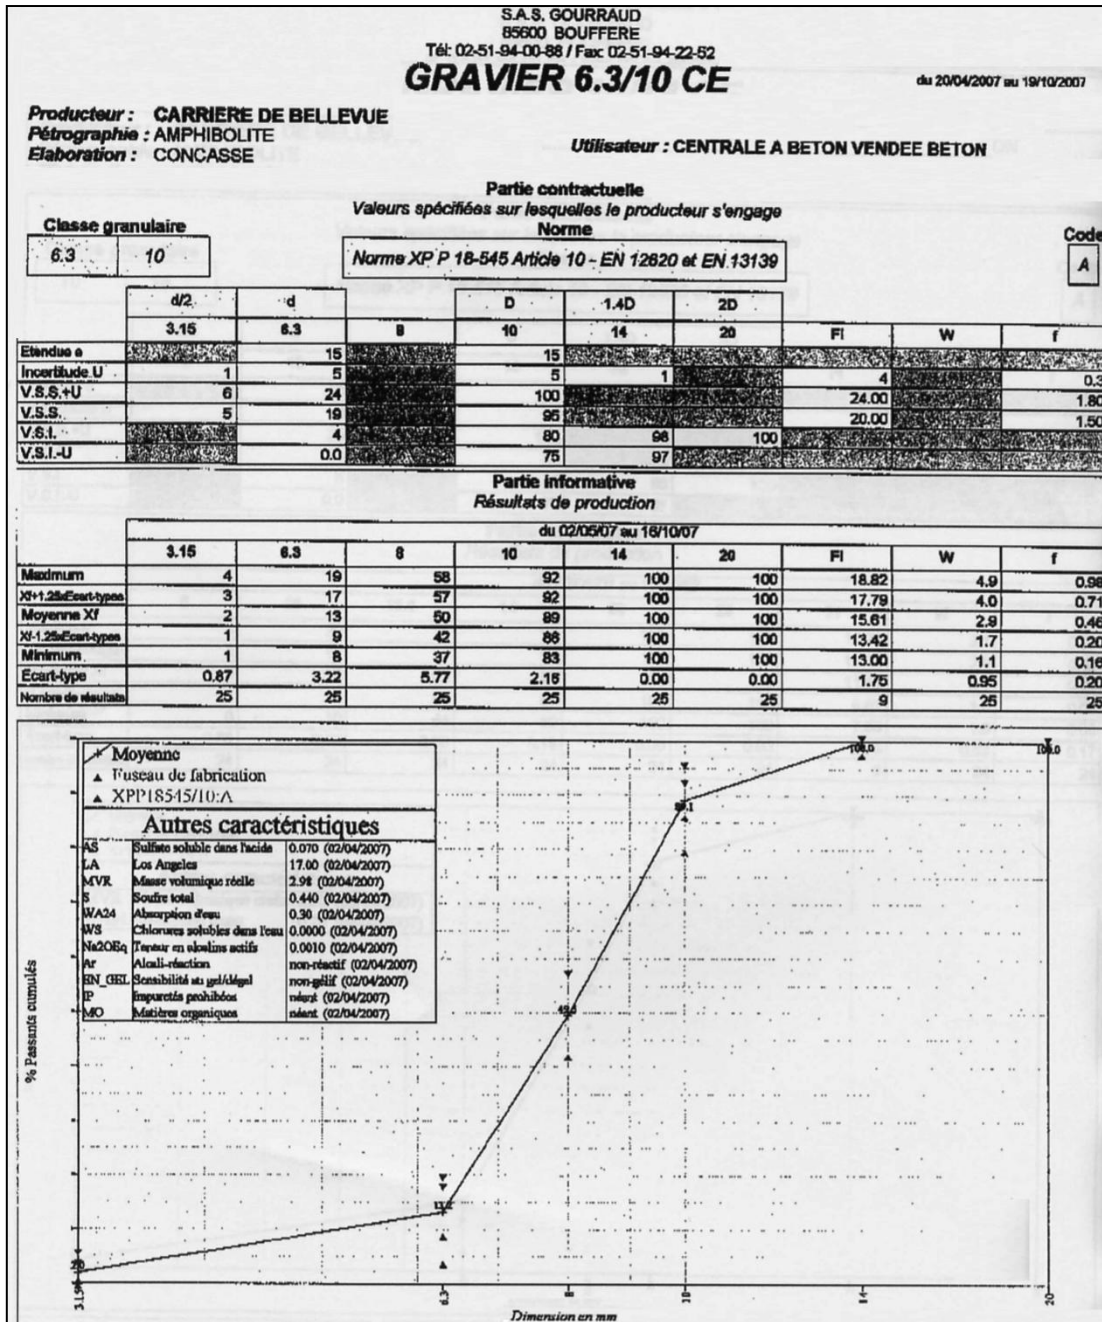 S.A.S. GOURRAUD
85600 BOUFFERE
Tél: 02-51-94-00-88 / Fax: 02-51-94-22-52
GRAVIER 6.3/10 CE
du 20/04/2007 au 19/10/2007
Producteur : CARRIERE DE BELLEVUE
Pétrographie : AMPHIBOLITE
Elaboration : CONCASSE
Utilisateur : CENTRALE A BETON VENDEE BETON
Partie contractuelle
Valeurs spécifiées sur lesquelles le producteur s'engage
Classe granulaire Norme Code
6.3 10 Norme XP P 18-545 Article 10 - EN 12620 et EN 13139 A
d/2 d D 1.4D 2D
3.15 6.3 8 10 14 20 FI W f
Etendue e 15 15
Incertitude U 1 5 5 1 4 0.3
V.S.S.+U 6 24 100 24.00 1.80
V.S.S. 5 19 95 20.00 1.50
V.S.I. 4 80 98 100
V.S.I.-U 0.0 75 97
Partie informative
Résultats de production
du 02/05/07 au 16/10/07
3.15 6.3 8 10 14 20 FI W f
Maximum 4 19 58 92 100 100 18.82 4.9 0.98
Xf+1.25xEcart-types 3 17 57 92 100 100 17.79 4.0 0.71
Moyenne Xf 2 13 50 89 100 100 15.61 2.9 0.46
Xf-1.25xEcart-types 1 9 42 86 100 100 13.42 1.7 0.20
Minimum 1 8 37 83 100 100 13.00 1.1 0.16
Ecart-type 0.87 3.22 5.77 2.16 0.00 0.00 1.75 0.95 0.20
Nombre de résultats 25 25 25 25 25 25 9 25 25
Moyenne
Fuseau de fabrication
XPP18545/10:A
Autres caractéristiques
AS Sulfate soluble dans l'acide 0.070 (02/04/2007)
LA Los Angeles 17.00 (02/04/2007)
MVR Masse volumique réelle 2.98 (02/04/2007)
S Soufre total 0.440 (02/04/2007)
WA24 Absorption d'eau 0.30 (02/04/2007)
WS Chlorures solubles dans l'eau 0.0000 (02/04/2007)
Na2OEq Teneur en alcalins actifs 0.0010 (02/04/2007)
Ar Alcali-réaction non-réactif (02/04/2007)
EN_GEL Sensibilité au gel/dégel non-gélif (02/04/2007)
IP Impuretés prohibées néant (02/04/2007)
MO Matières organiques néant (02/04/2007)
100.0 100.0
% Passants cumulés
2.0
6.3 8 10 14 20
Dimension en mm